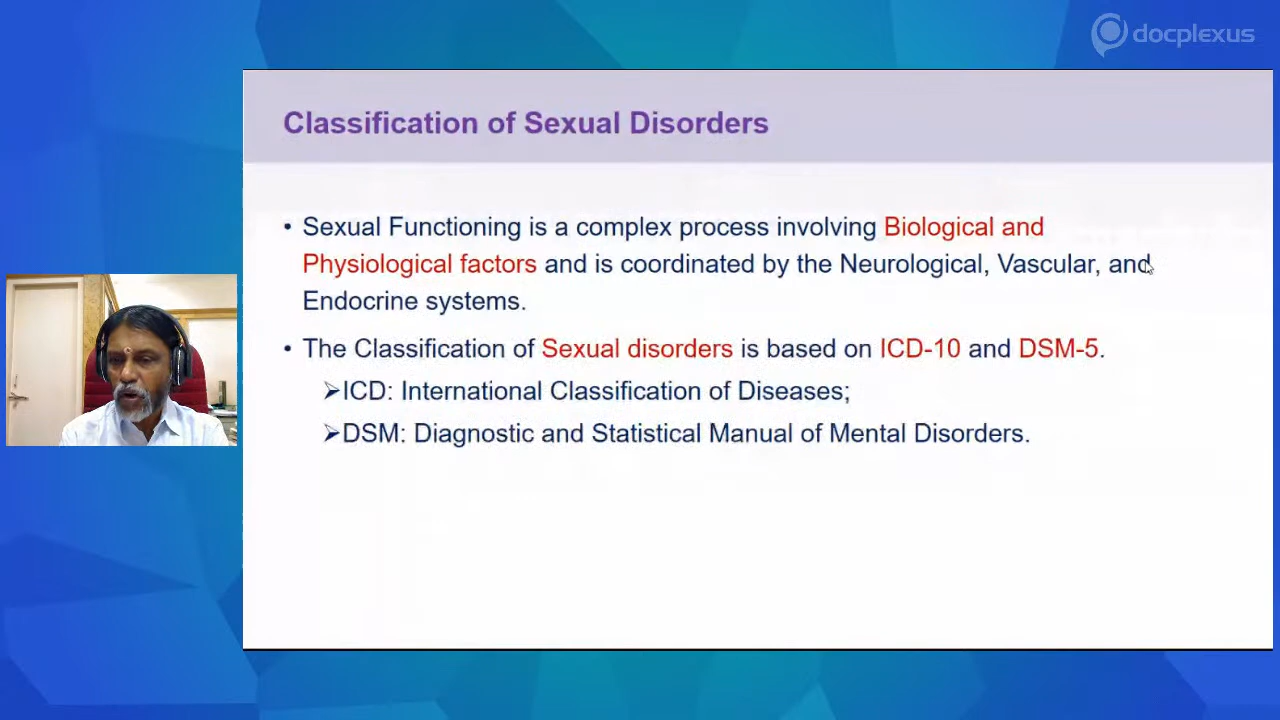 docplexus
Classification of Sexual Disorders
• Sexual Functioning is a complex process involving Biological and
Physiological factors and is coordinated by the Neurological, Vascular, and
Endocrine systems.
• The Classification of Sexual disorders is based on ICD-10 and DSM-5.
➢ICD: International Classification of Diseases;
➢DSM: Diagnostic and Statistical Manual of Mental Disorders.